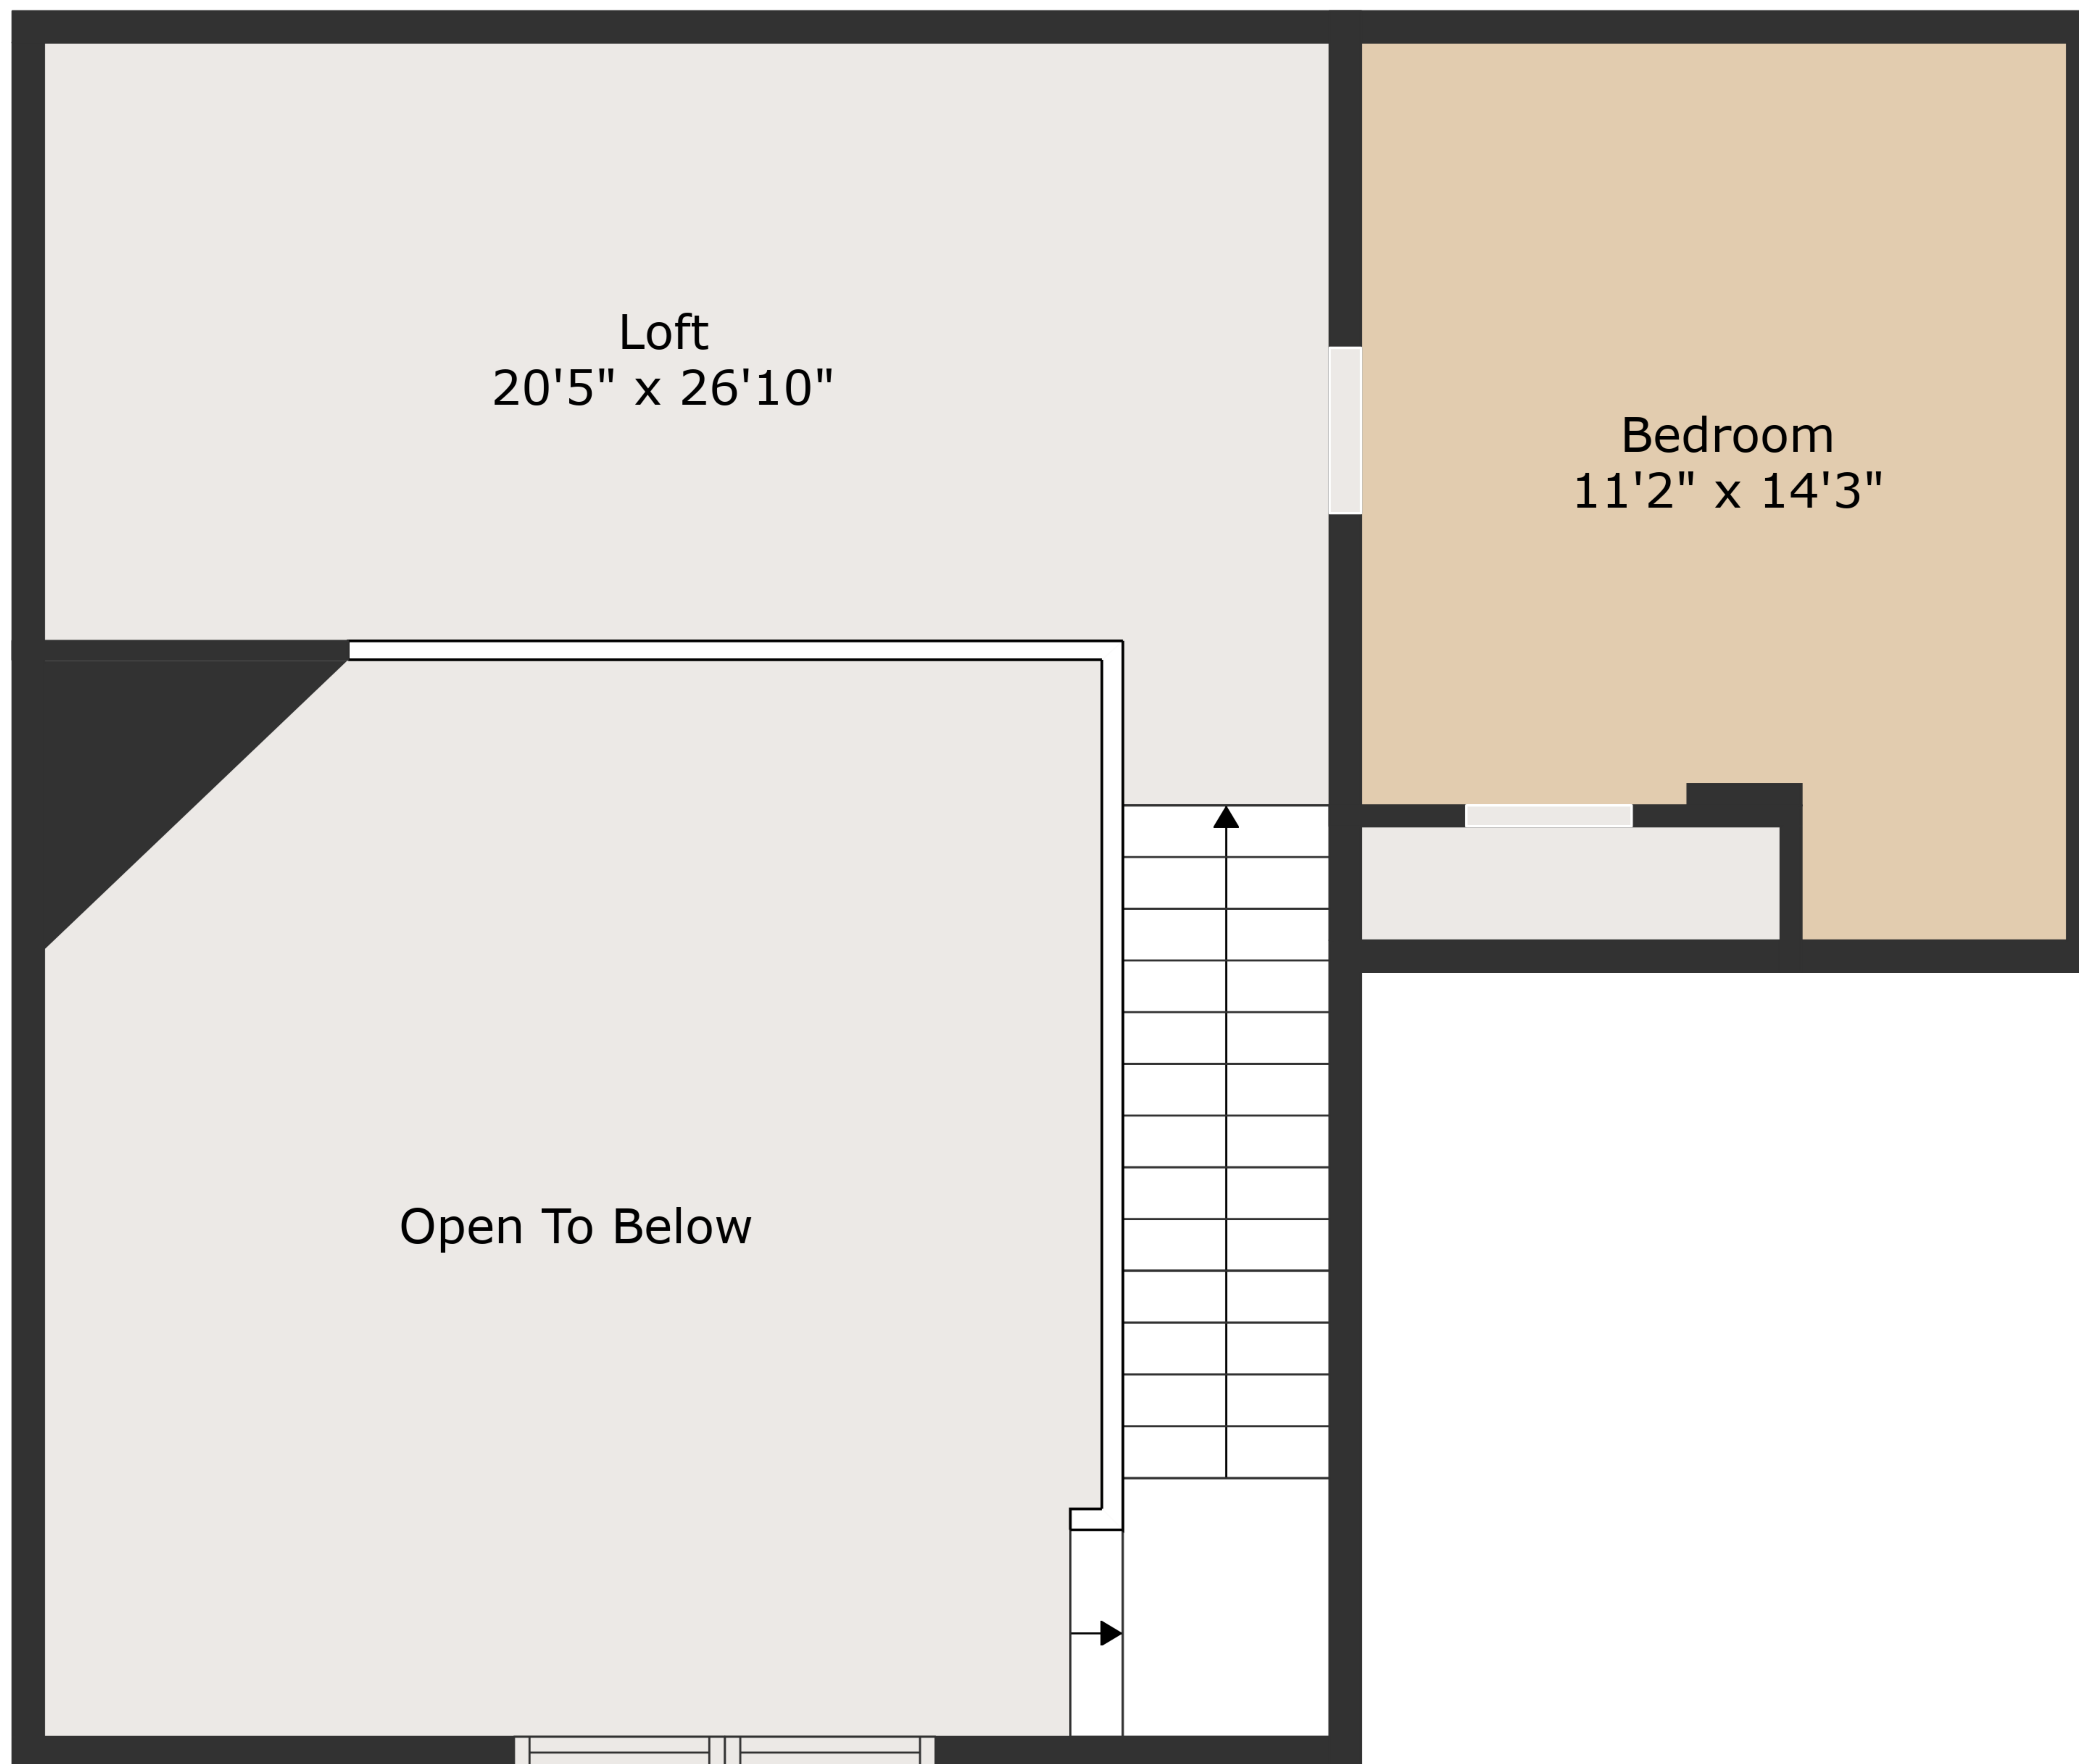 Loft
20'5" x 26'10"
Bedroom
11'2" x 14'3"
Open To Below